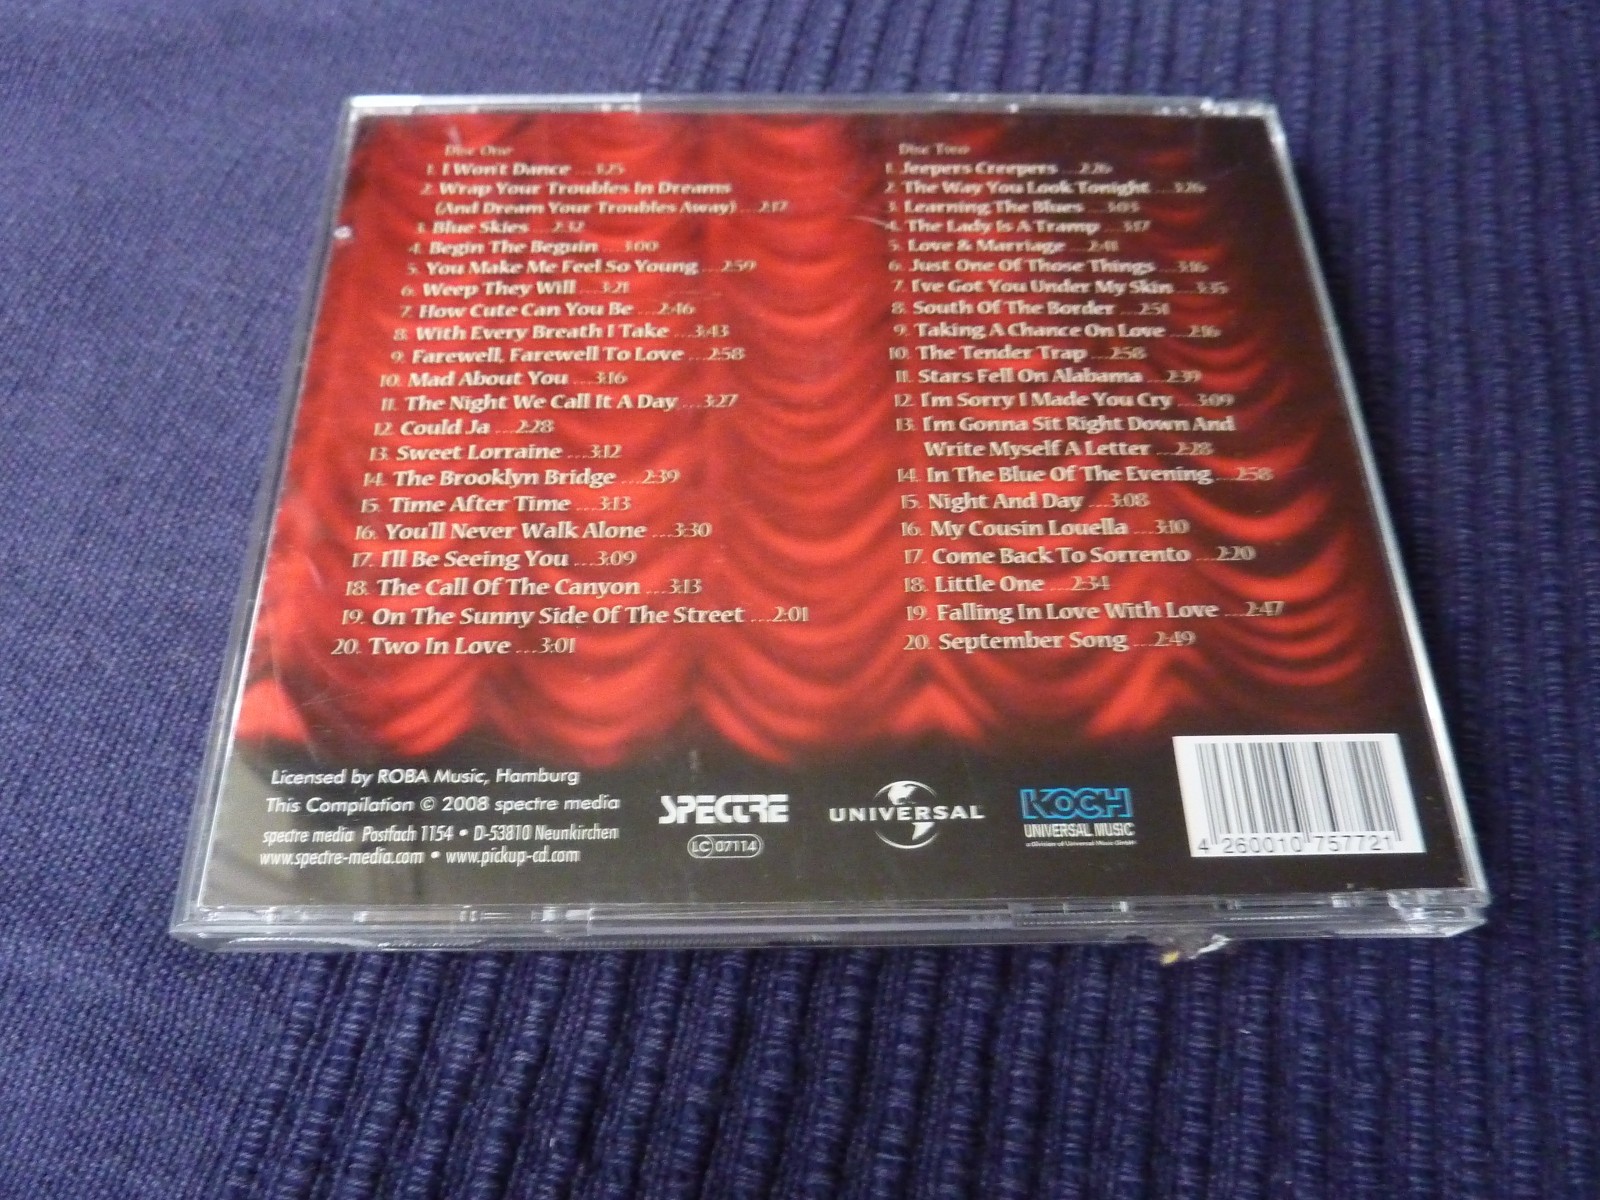 Disc One
1. I Won't Dance ...3:25
2. Wrap Your Troubles In Dreams
(And Dream Your Troubles Away) ...2:17
3. Blue Skies ...2:32
4. Begin The Beguin ...3:00
5. You Make Me Feel So Young ...2:59
6. Weep They Will ...3:21
7. How Cute Can You Be ...2:46
8. With Every Breath I Take ...3:43
9. Farewell, Farewell To Love ...2:58
10. Mad About You ...3:16
11. The Night We Call It A Day ...3:27
12. Could Ja ...2:28
13. Sweet Lorraine ...3:12
14. The Brooklyn Bridge ...2:39
15. Time After Time ...3:13
16. You'll Never Walk Alone ...3:30
17. I'll Be Seeing You ...3:09
18. The Call Of The Canyon ...3:13
19. On The Sunny Side Of The Street ...2:01
20. Two In Love ...3:01
Disc Two
1. Jeepers Creepers ...2:26
2. The Way You Look Tonight ...3:26
3. Learning The Blues ...3:03
4. The Lady Is A Tramp ...3:17
5. Love & Marriage ...2:41
6. Just One Of Those Things ...3:16
7. I've Got You Under My Skin ...3:35
8. South Of The Border ...2:51
9. Taking A Chance On Love ...2:16
10. The Tender Trap ...2:58
11. Stars Fell On Alabama ...2:39
12. I'm Sorry I Made You Cry ...3:09
13. I'm Gonna Sit Right Down And
Write Myself A Letter ...2:28
14. In The Blue Of The Evening ...2:58
15. Night And Day ...3:08
16. My Cousin Louella ...3:10
17. Come Back To Sorrento ...2:20
18. Little One ...2:34
19. Falling In Love With Love ...2:47
20. September Song ...2:49
Licensed by ROBA Music, Hamburg
This Compilation © 2008 spectre media
spectre media Postfach 1154 • D-53810 Neunkirchen
www.spectre-media.com • www.pickup-cd.com
SPECTRE
LC 07114
UNIVERSAL
KOCH
UNIVERSAL MUSIC
a Division of Universal Music GmbH
4 260010 757721